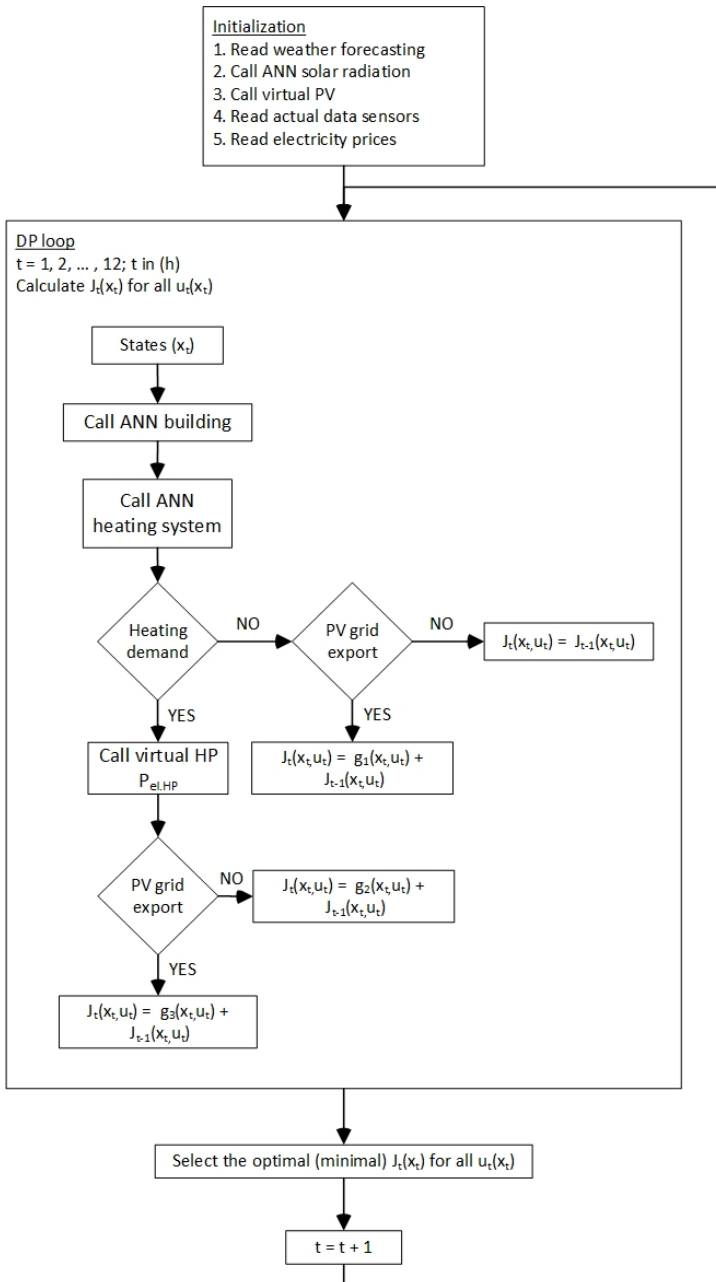 Initialization
1. Read weather forecasting
2. Call ANN solar radiation
3. Call virtual PV
4. Read actual data sensors
5. Read electricity prices
DP loop
t = 1, 2, ... , 12; t in (h)
Calculate Jₜ(xₜ) for all uₜ(xₜ)
States (xₜ)
Call ANN building
Call ANN
heating system
Heating
demand
NO
PV grid
export
NO
Jₜ(xₜ,uₜ) = Jₜ₋₁(xₜ,uₜ)
YES
YES
Call virtual HP
P_el.HP
Jₜ(xₜ,uₜ) = g₁(xₜ,uₜ) +
Jₜ₋₁(xₜ,uₜ)
PV grid
export
NO
Jₜ(xₜ,uₜ) = g₂(xₜ,uₜ) +
Jₜ₋₁(xₜ,uₜ)
YES
Jₜ(xₜ,uₜ) = g₃(xₜ,uₜ) +
Jₜ₋₁(xₜ,uₜ)
Select the optimal (minimal) Jₜ(xₜ) for all uₜ(xₜ)
t = t + 1